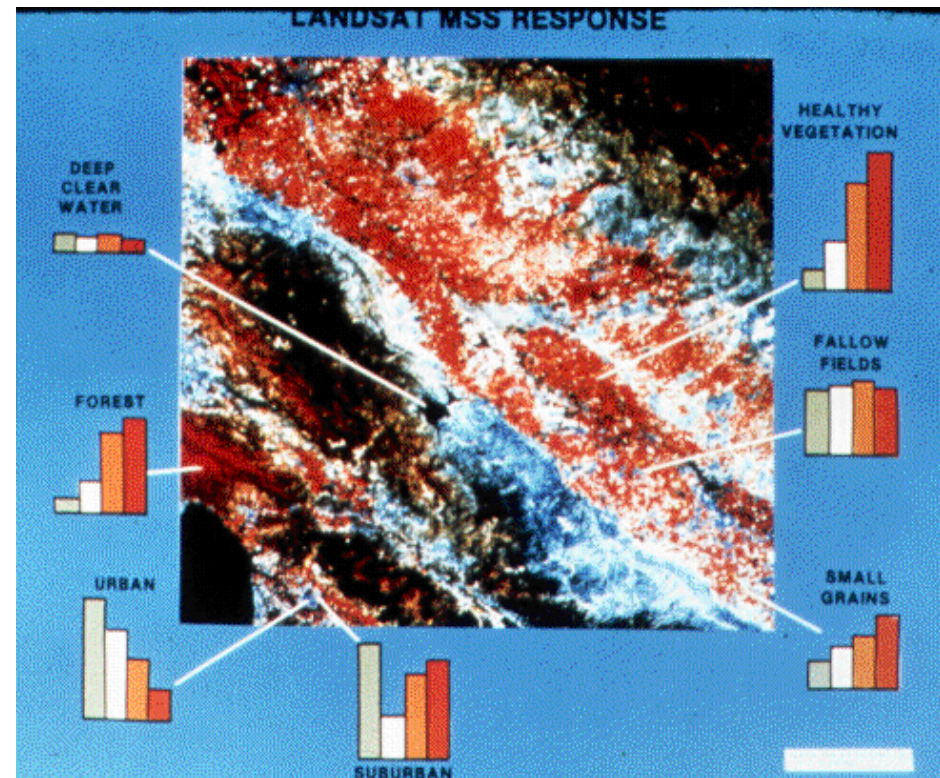 LANDSAT MSS RESPONSE
HEALTHY
VEGETATION
DEEP
CLEAR
WATER
FALLOW
FIELDS
FOREST
URBAN
SMALL
GRAINS
SUBURBAN